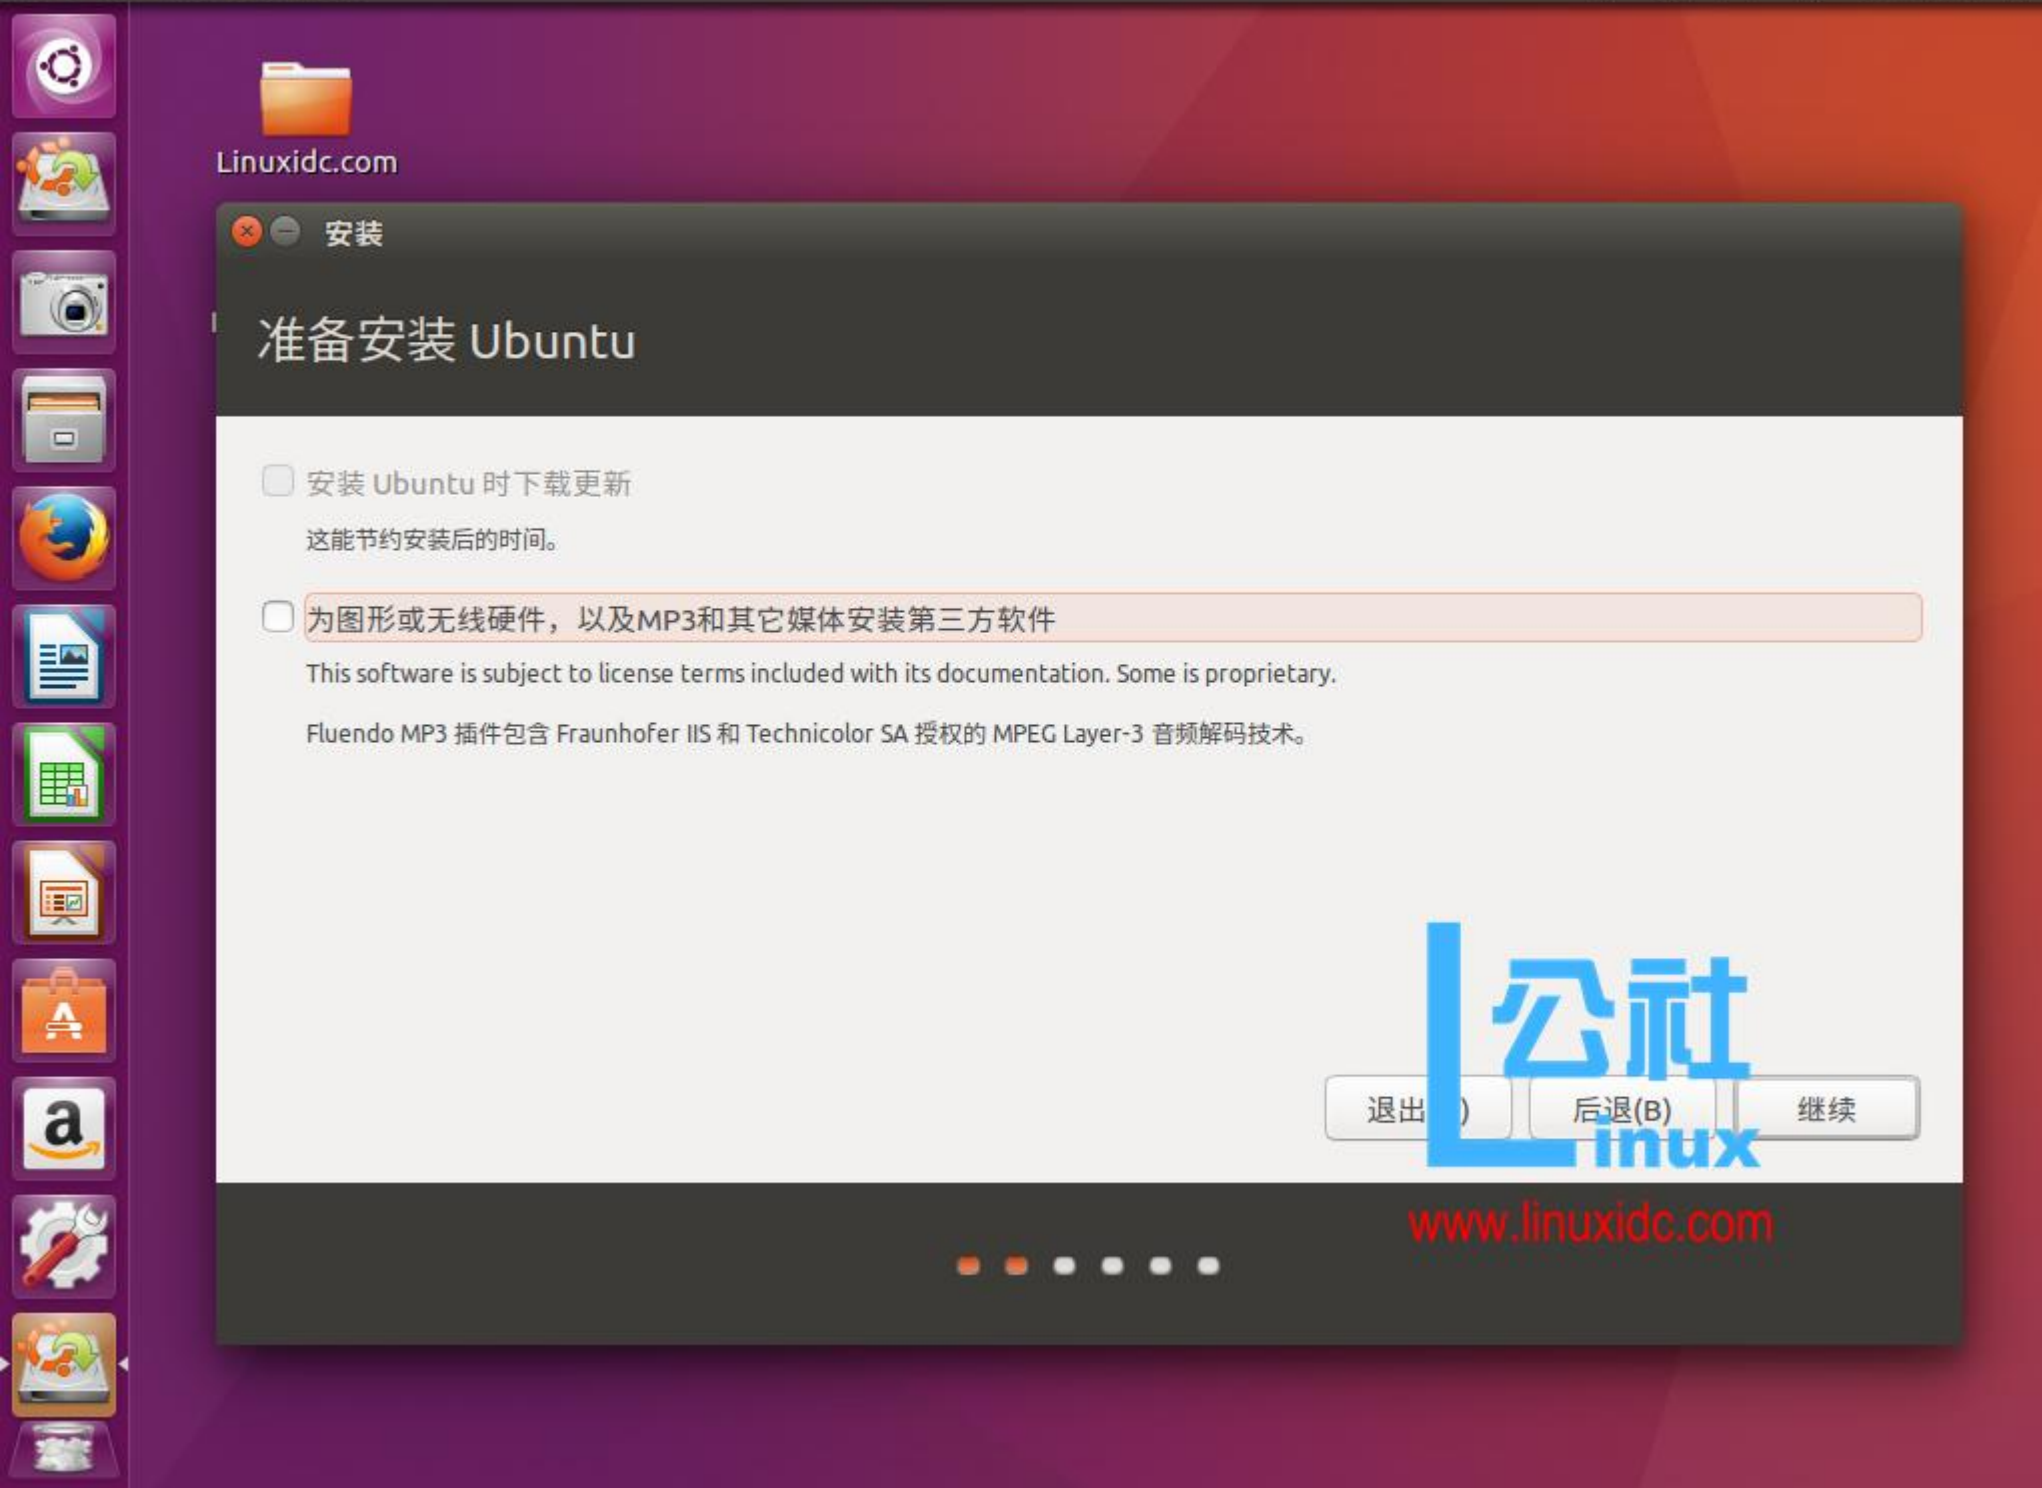 Linuxidc.com
安装
准备安装 Ubuntu
安装 Ubuntu 时下载更新
这能节约安装后的时间。
为图形或无线硬件，以及MP3和其它媒体安装第三方软件
This software is subject to license terms included with its documentation. Some is proprietary.
Fluendo MP3 插件包含 Fraunhofer IIS 和 Technicolor SA 授权的 MPEG Layer-3 音频解码技术。
公社
退出 后退(B) 继续
Linux
www.linuxidc.com